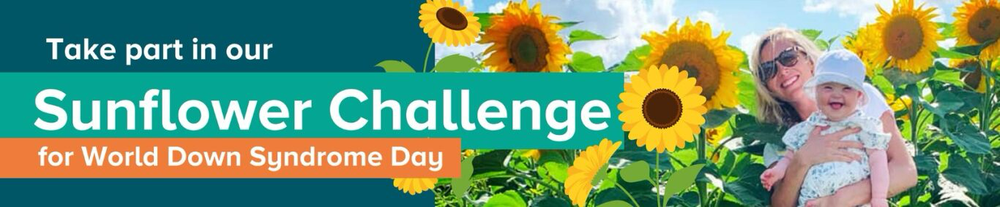 Take part in our
Sunflower Challenge
for World Down Syndrome Day